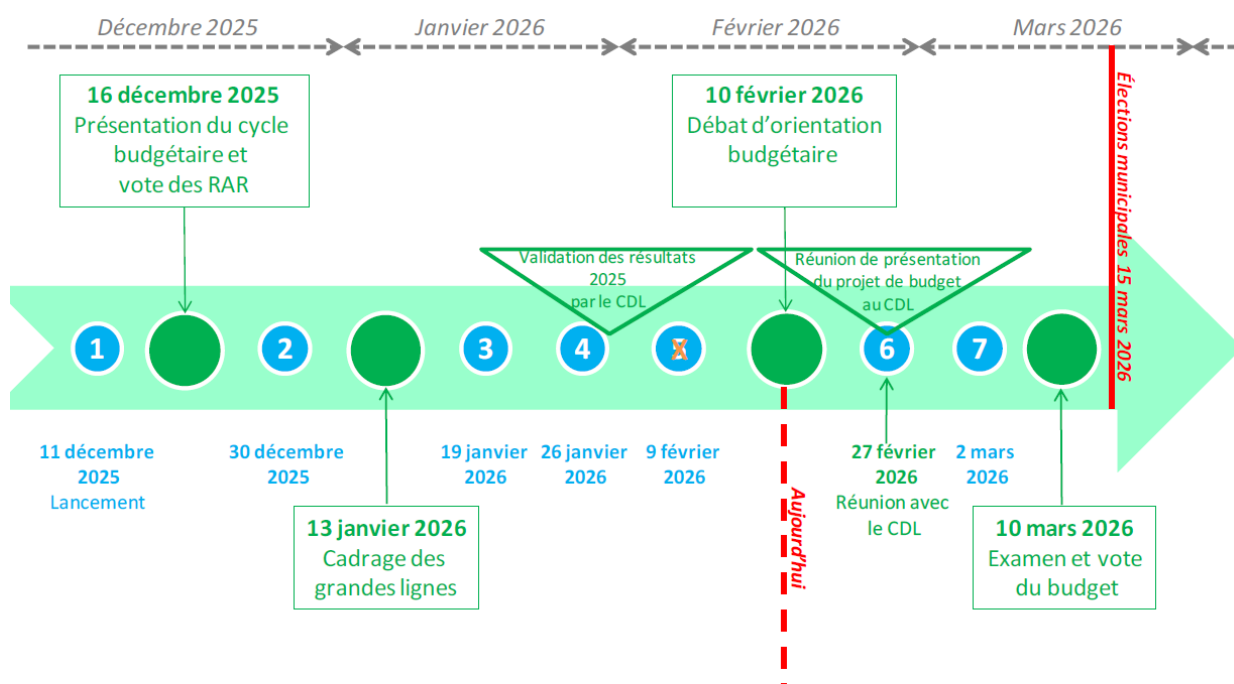 Décembre 2025
Janvier 2026
Février 2026
Mars 2026
16 décembre 2025
Présentation du cycle
budgétaire et
vote des RAR
10 février 2026
Débat d'orientation
budgétaire
Élections municipales 15 mars 2026
Validation des résultats
2025
par le CDL
Réunion de présentation
du projet de budget
au CDL
1
2
3
4
X
6
7
11 décembre
2025
Lancement
30 décembre
2025
19 janvier
2026
26 janvier
2026
9 février
2026
27 février
2026
Réunion avec
le CDL
2 mars
2026
Aujourd'hui
13 janvier 2026
Cadrage des
grandes lignes
10 mars 2026
Examen et vote
du budget